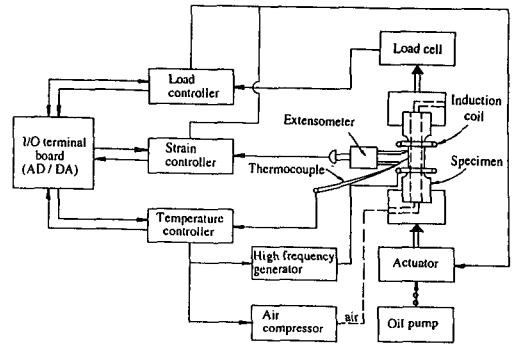 Load cell
Load
controller
Induction
coil
Extensometer
I/O terminal
board
(AD / DA)
Strain
controller
Thermocouple
Specimen
Temperature
controller
High frequency
generator
Actuator
Air
compressor
air
Oil pump